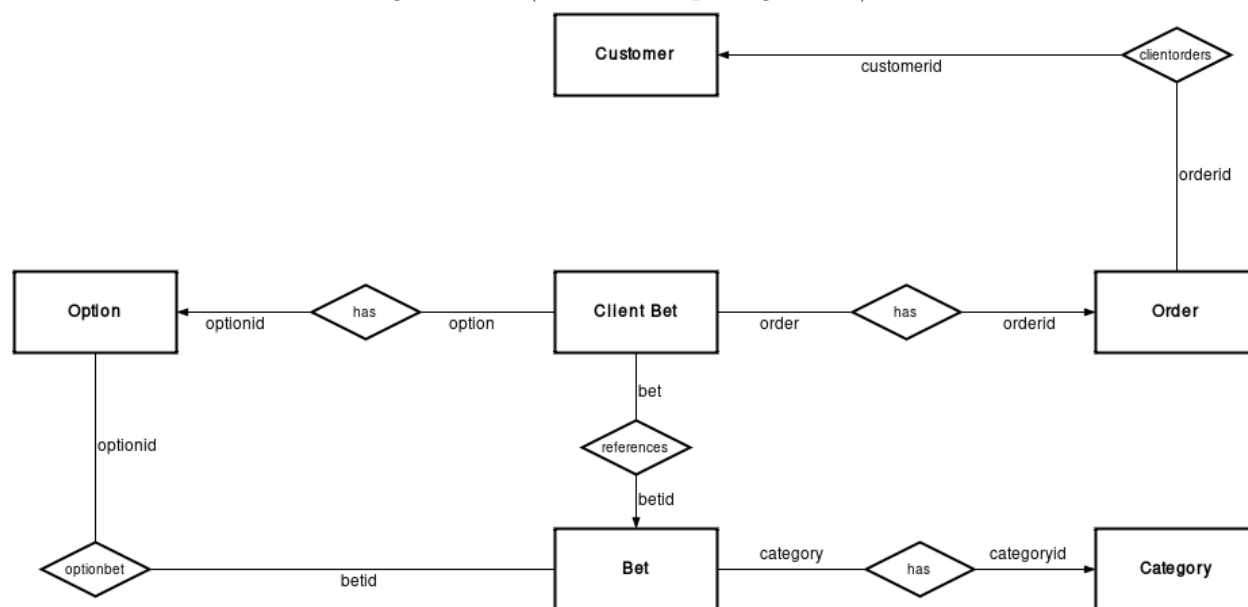 Customer
clientorders
customerid
orderid
Option
has
Client Bet
has
Order
optionid
option
order
orderid
bet
optionid
references
betid
category
categoryid
optionbet
Bet
has
Category
betid